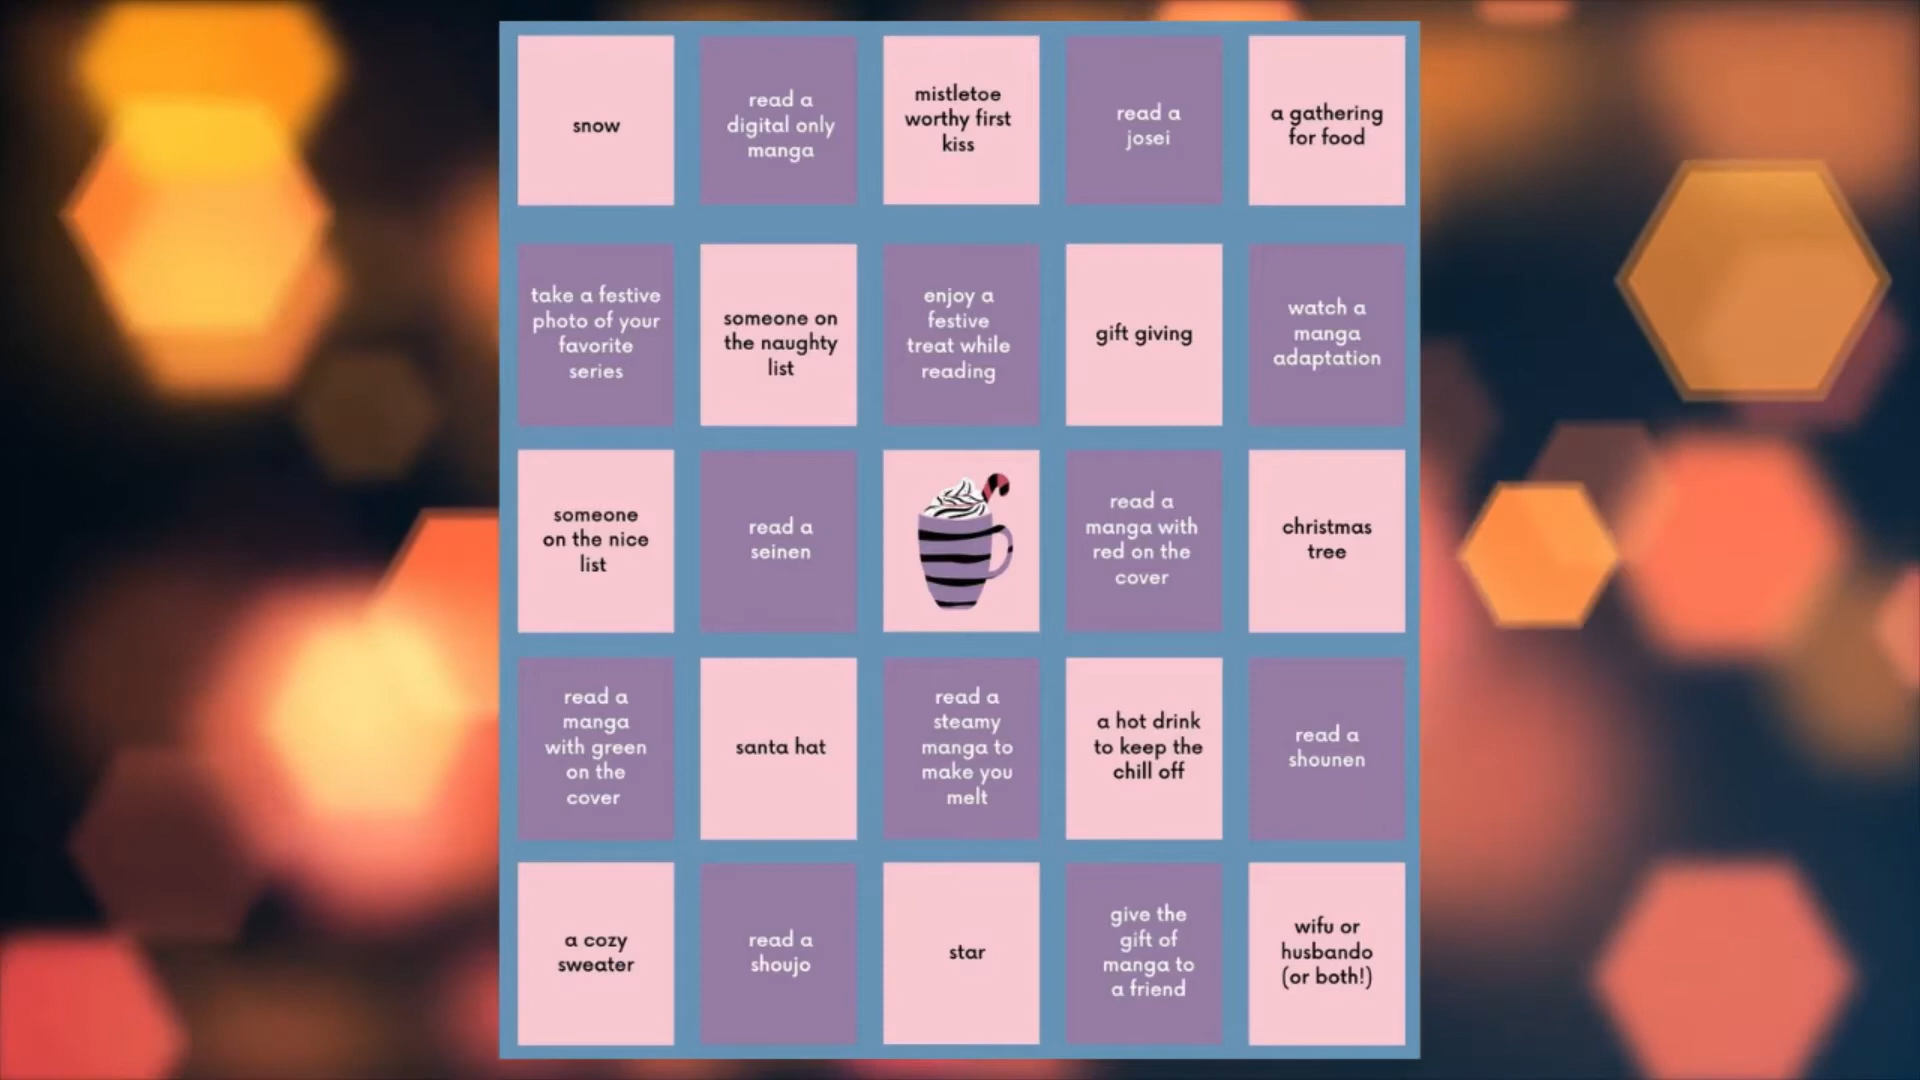 snow
read a
digital only
manga
mistletoe
worthy first
kiss
read a
josei
a gathering
for food
take a festive
photo of your
favorite
series
someone on
the naughty
list
enjoy a
festive
treat while
reading
gift giving
watch a
manga
adaptation
someone
on the nice
list
read a
seinen
read a
manga with
red on the
cover
christmas
tree
read a
manga
with green
on the
cover
santa hat
read a
steamy
manga to
make you
melt
a hot drink
to keep the
chill off
read a
shounen
a cozy
sweater
read a
shoujo
star
give the
gift of
manga to
a friend
wifu or
husbando
(or both!)